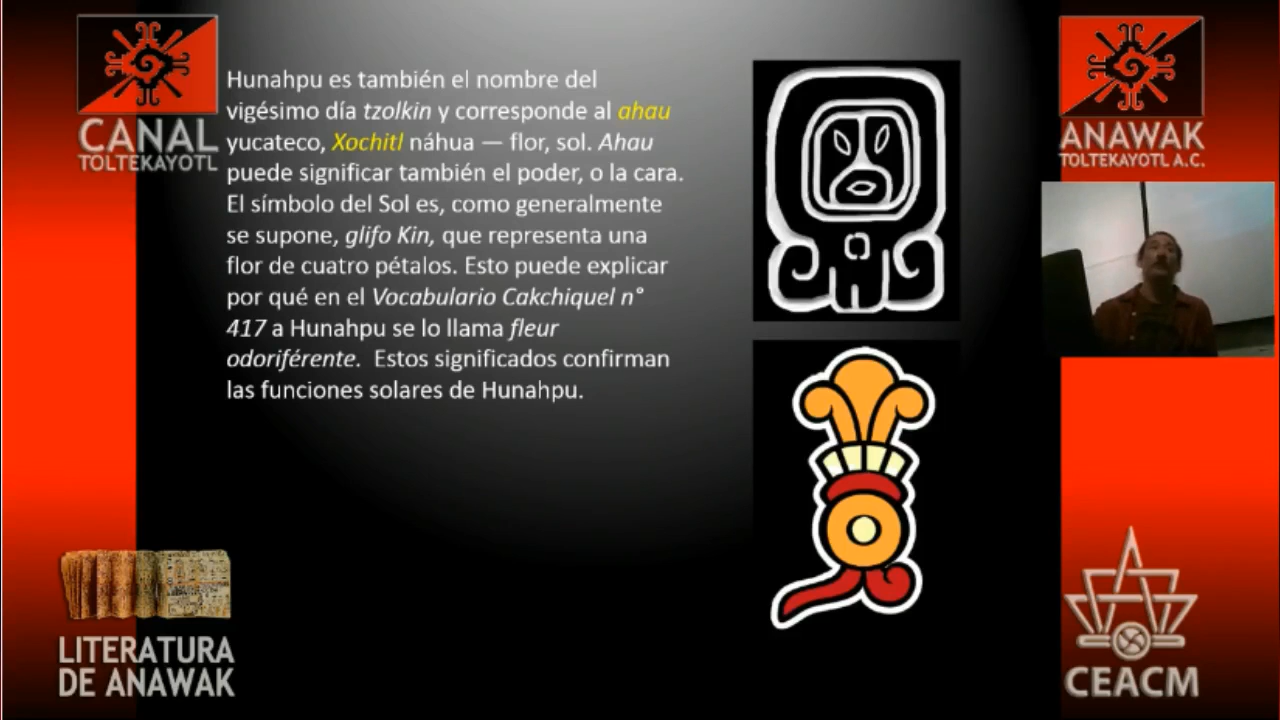 CANAL
TOLTEKAYOTL
Hunahpu es también el nombre del
vigésimo día tzolkin y corresponde al ahau
yucateco, Xochitl náhua — flor, sol. Ahau
puede significar también el poder, o la cara.
El símbolo del Sol es, como generalmente
se supone, glifo Kin, que representa una
flor de cuatro pétalos. Esto puede explicar
por qué en el Vocabulario Cakchiquel n°
417 a Hunahpu se lo llama fleur
odoriférente. Estos significados confirman
las funciones solares de Hunahpu.
ANAWAK
TOLTEKAYOTL A.C.
LITERATURA
DE ANAWAK
CEACM